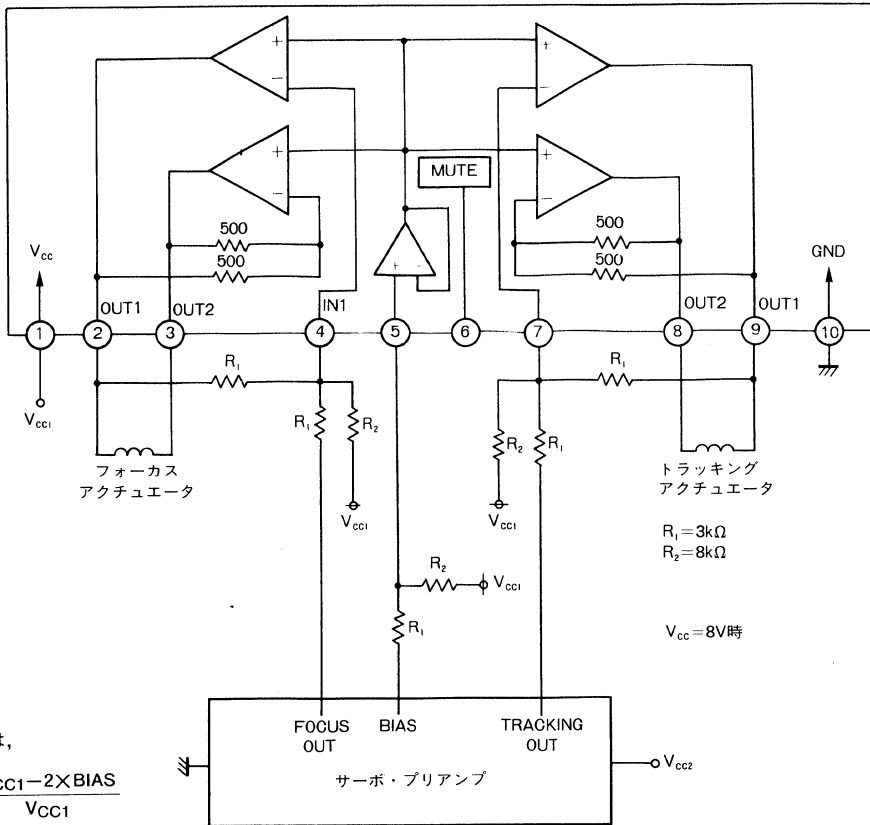 +
−
+
−
+
−
+
−
MUTE
500
500
500
500
+ -
Vcc
GND
OUT1
OUT2
IN1
OUT2
OUT1
1
2
3
4
5
6
7
8
9
10
VCC1
R1
R1
R2
R2
R1
R1
フォーカス
アクチュエータ
トラッキング
アクチュエータ
VCC1
VCC1
R1=3kΩ
R2=8kΩ
R2
VCC1
R1
Vcc=8V時
FOCUS
OUT
BIAS
TRACKING
OUT
サーボ・プリアンプ
VCC2
は,
CC1−2×BIAS
VCC1